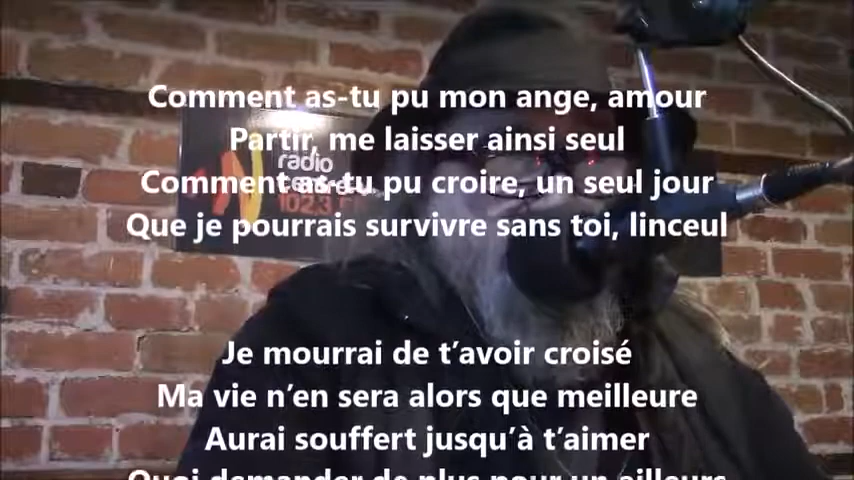 Comment as-tu pu mon ange, amour
Partir, me laisser ainsi seul
Comment as-tu pu croire, un seul jour
Que je pourrais survivre sans toi, linceul
Je mourrai de t'avoir croisé
Ma vie n'en sera alors que meilleure
Aurai souffert jusqu'à t'aimer
Quoi demander de plus pour un ailleurs
radio
102.3